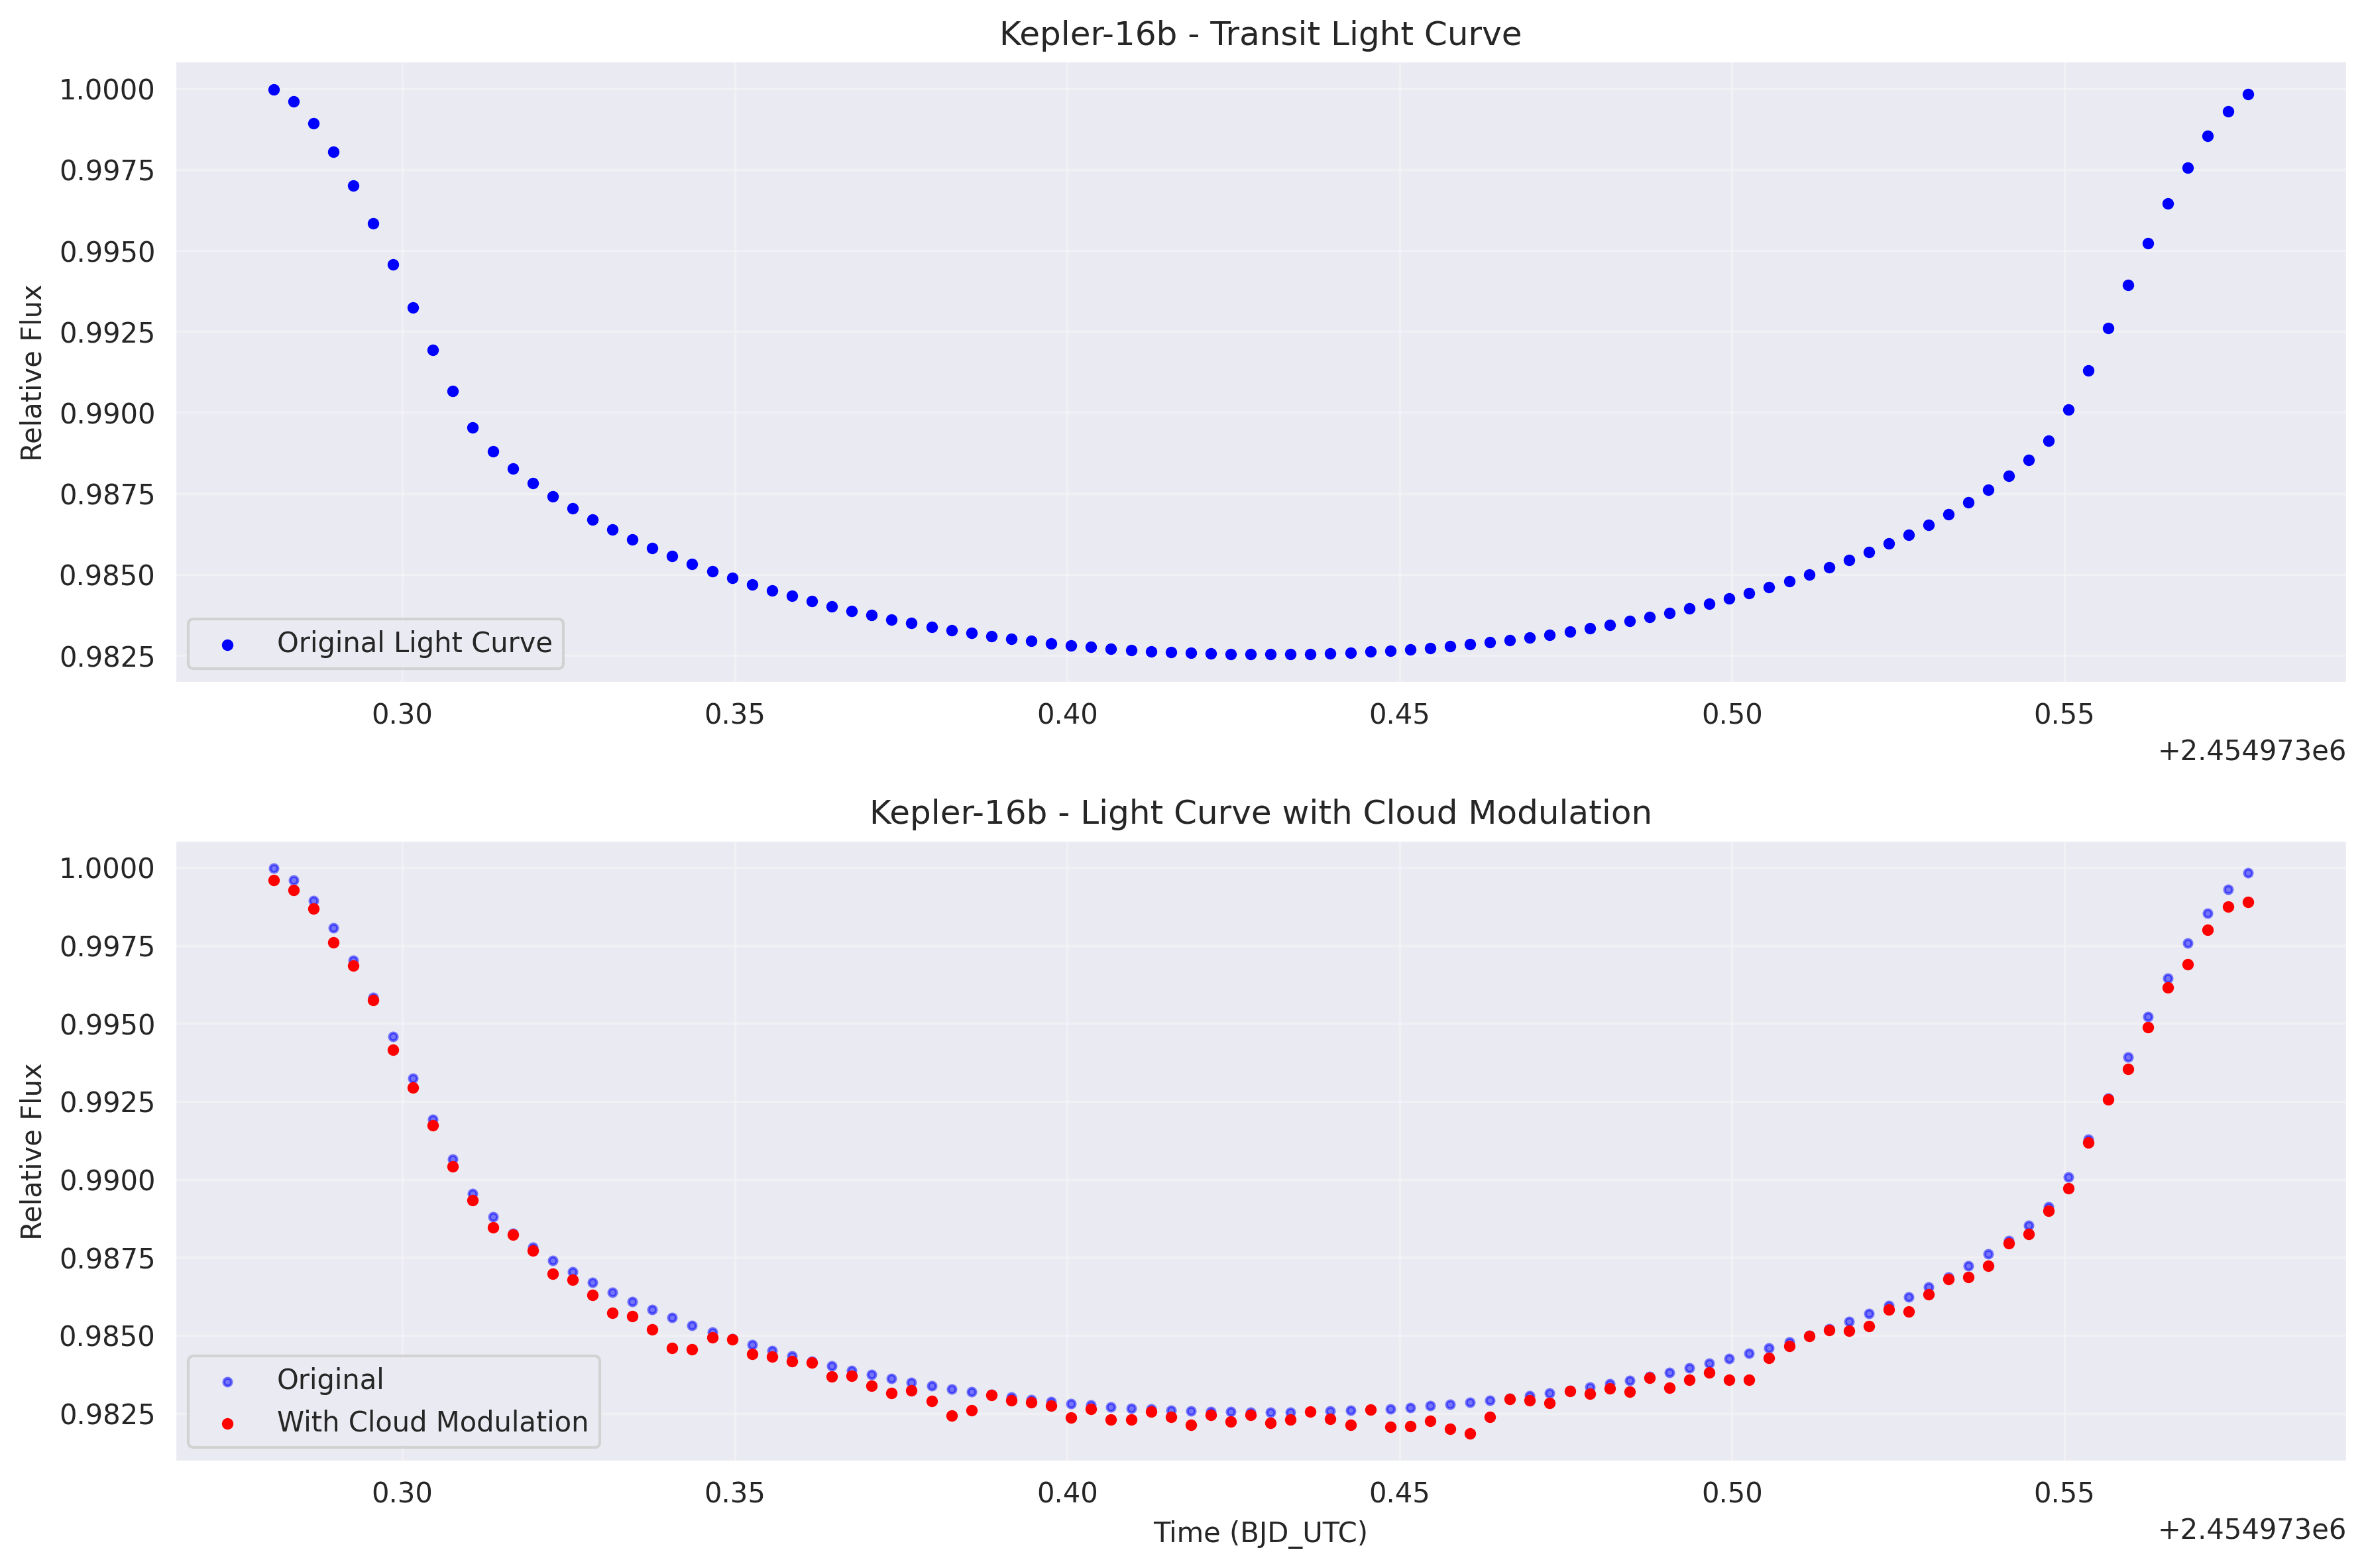 Kepler-16b - Transit Light Curve
Relative Flux
1.0000
0.9975
0.9950
0.9925
0.9900
0.9875
0.9850
0.9825
Original Light Curve
0.30 0.35 0.40 0.45 0.50 0.55
+2.454973e6
Kepler-16b - Light Curve with Cloud Modulation
Relative Flux
1.0000
0.9975
0.9950
0.9925
0.9900
0.9875
0.9850
0.9825
Original
With Cloud Modulation
0.30 0.35 0.40 0.45 0.50 0.55
Time (BJD_UTC)
+2.454973e6